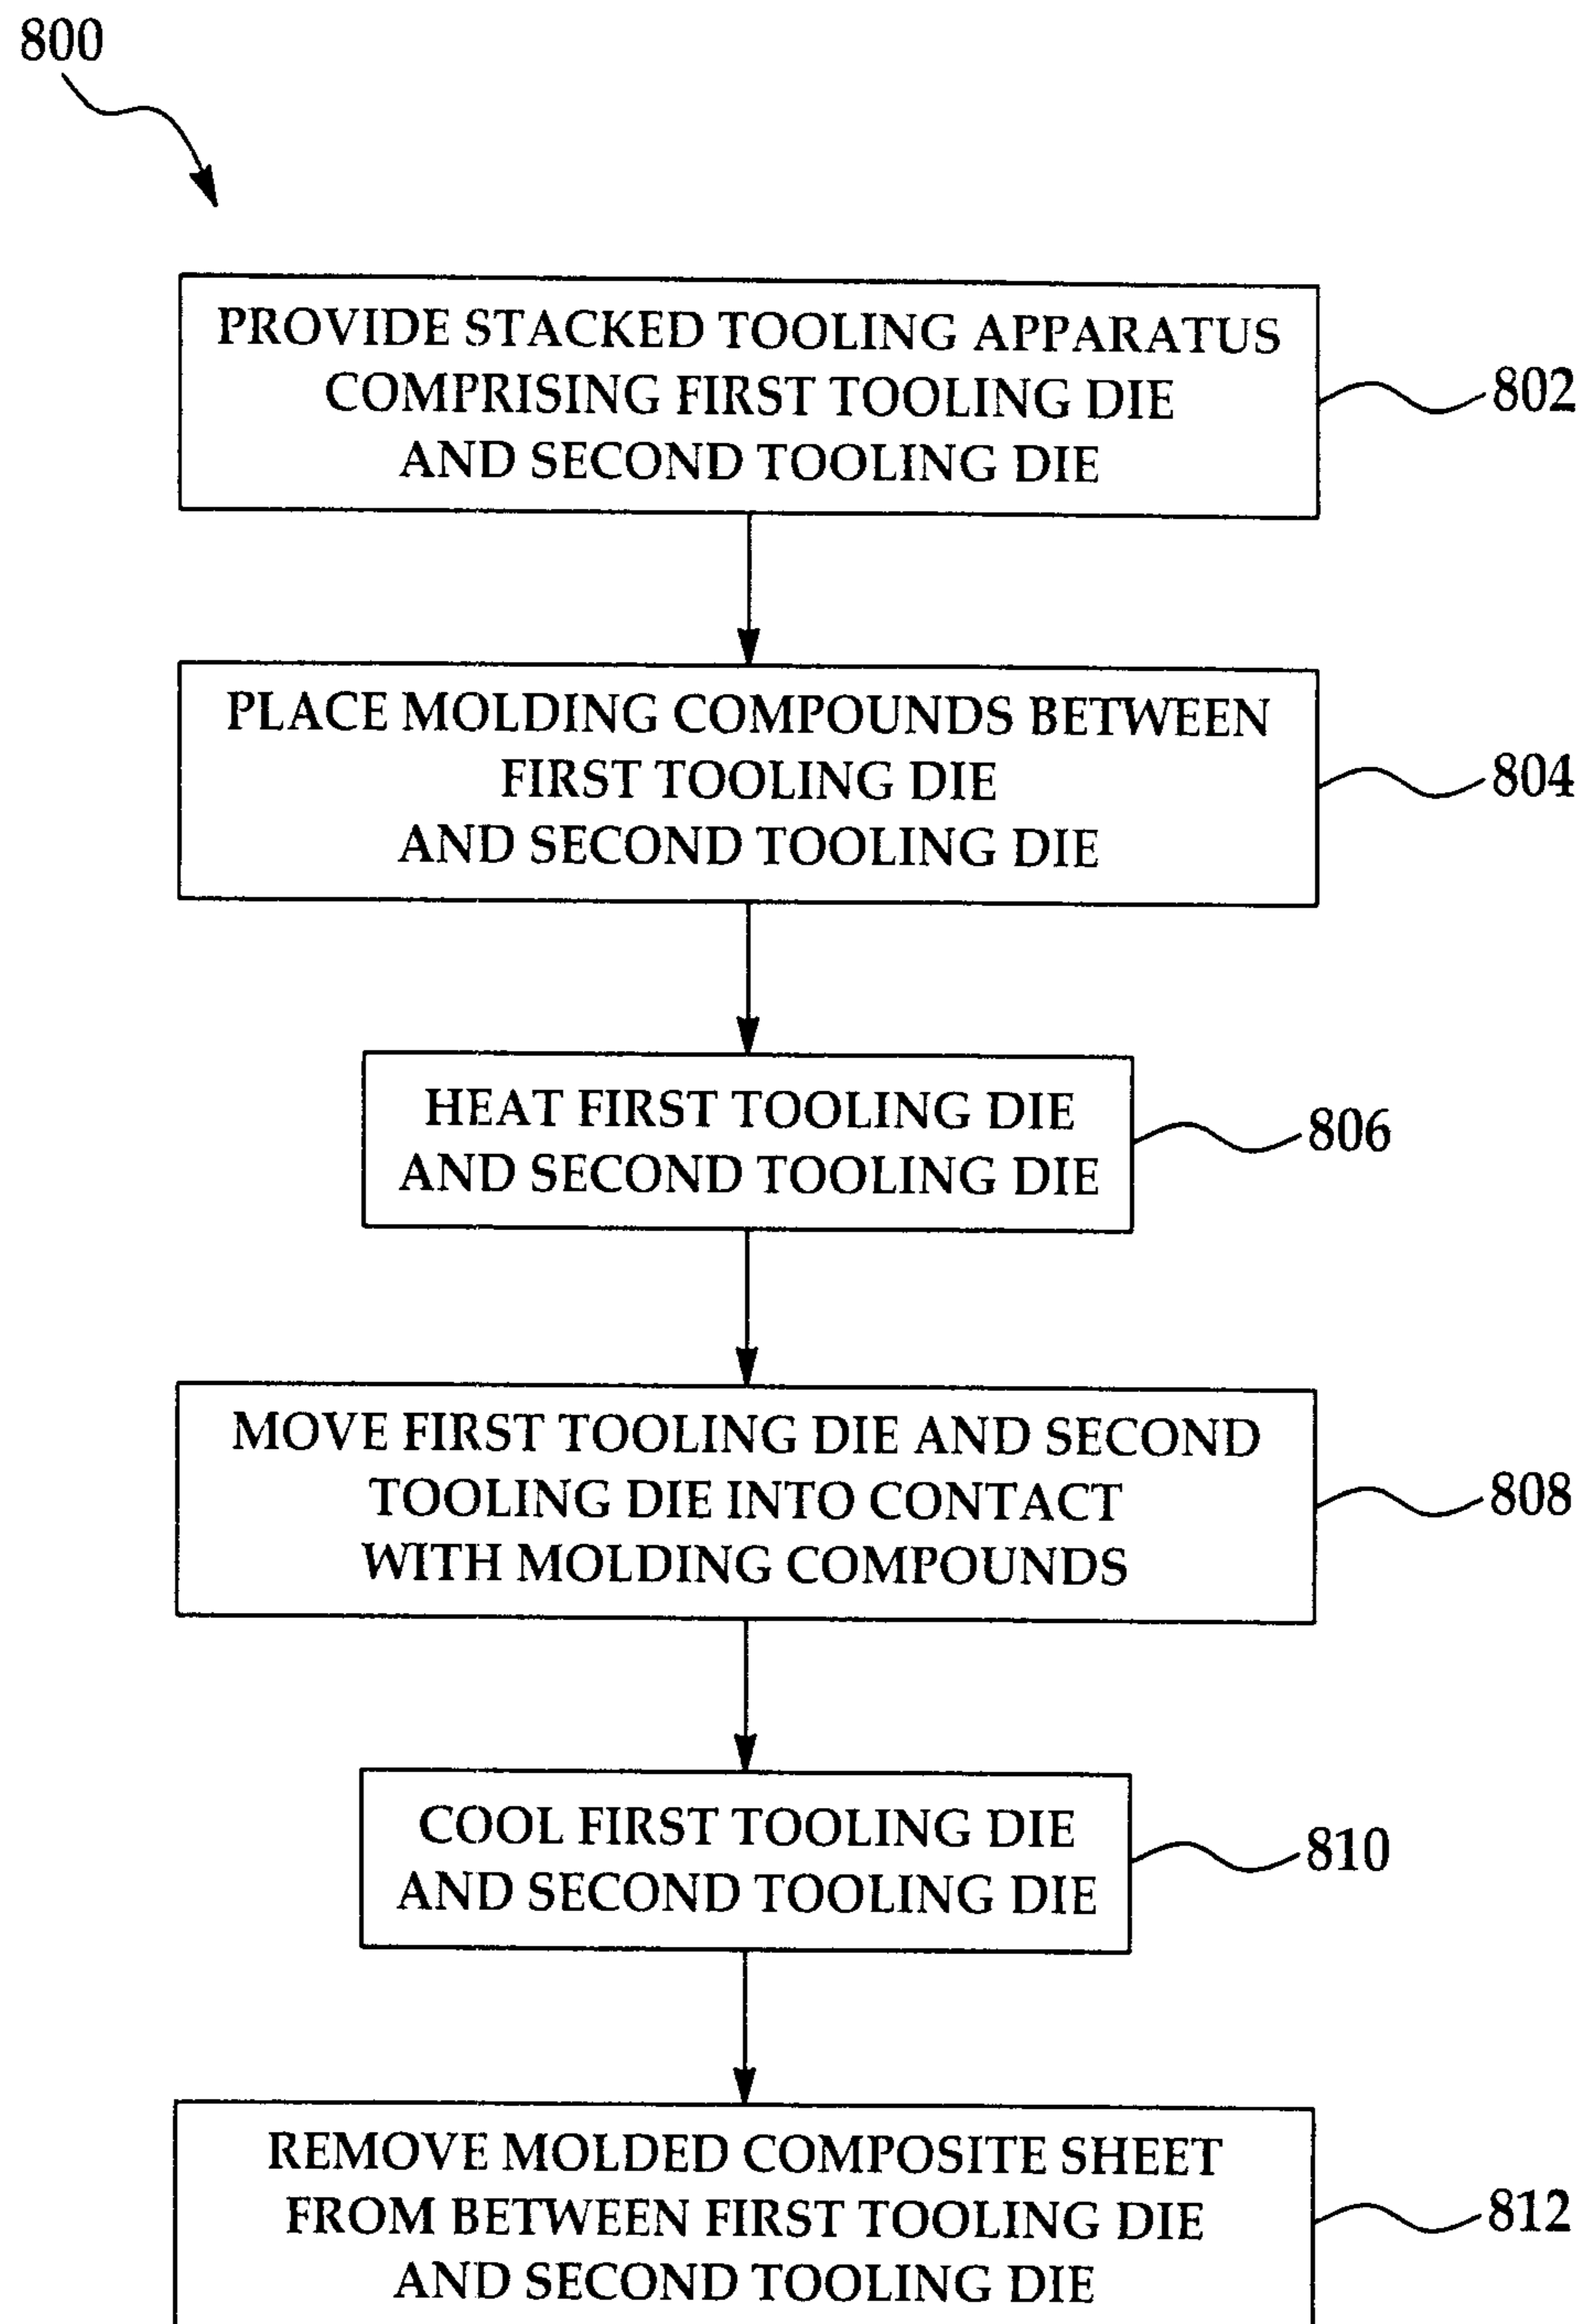 800
PROVIDE STACKED TOOLING APPARATUS
COMPRISING FIRST TOOLING DIE
AND SECOND TOOLING DIE
802
PLACE MOLDING COMPOUNDS BETWEEN
FIRST TOOLING DIE
AND SECOND TOOLING DIE
804
HEAT FIRST TOOLING DIE
AND SECOND TOOLING DIE
806
MOVE FIRST TOOLING DIE AND SECOND
TOOLING DIE INTO CONTACT
WITH MOLDING COMPOUNDS
808
COOL FIRST TOOLING DIE
AND SECOND TOOLING DIE
810
REMOVE MOLDED COMPOSITE SHEET
FROM BETWEEN FIRST TOOLING DIE
AND SECOND TOOLING DIE
812